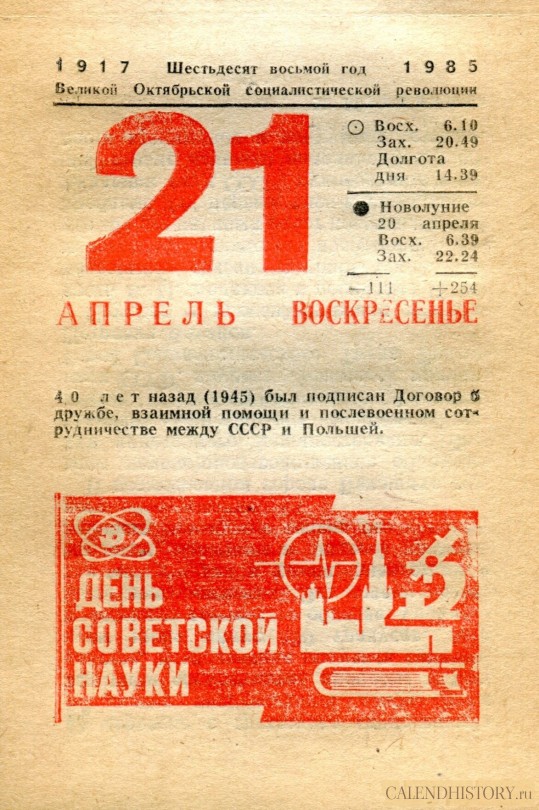 1917 Шестьдесят восьмой год 1985
Великой Октябрьской социалистической революции
21
Восх. 6.10
Зах. 20.49
Долгота
дня 14.39
Новолуние
20 апреля
Восх. 6.39
Зах. 22.24
—111 +254
АПРЕЛЬ ВОСКРЕСЕНЬЕ
40 лет назад (1945) был подписан Договор о
дружбе, взаимной помощи и послевоенном сот-
рудничестве между СССР и Польшей.
ДЕНЬ
СОВЕТСКОЙ
НАУКИ
CALENDHISTORY.ru